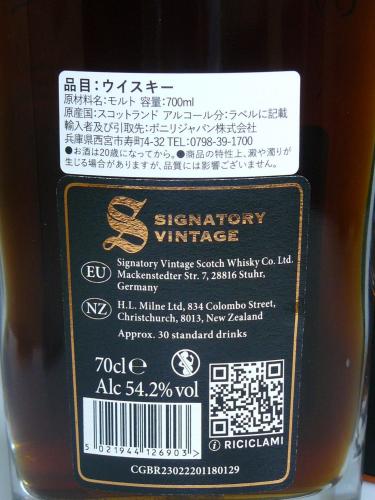 品目：ウイスキー
原材料名：モルト 容量：700ml
原産国：スコットランド アルコール分：ラベルに記載
輸入者及び引取先：ボニリジャパン株式会社
兵庫県西宮市寿町4-32 TEL：0798-39-1700
●お酒は20歳になってから。●商品の特性上、澱や濁りが
生じる場合がありますが、品質には影響ございません。
S SIGNATORY
VINTAGE
EU
Signatory Vintage Scotch Whisky Co. Ltd.
Mackenstedter Str. 7, 28816 Stuhr,
Germany
NZ
H.L. Milne Ltd, 834 Colombo Street,
Christchurch, 8013, New Zealand
Approx. 30 standard drinks
70cl e
Alc 54.2% vol
5 021944 126903 >
i RICICLAMI
CGBR23022201180129